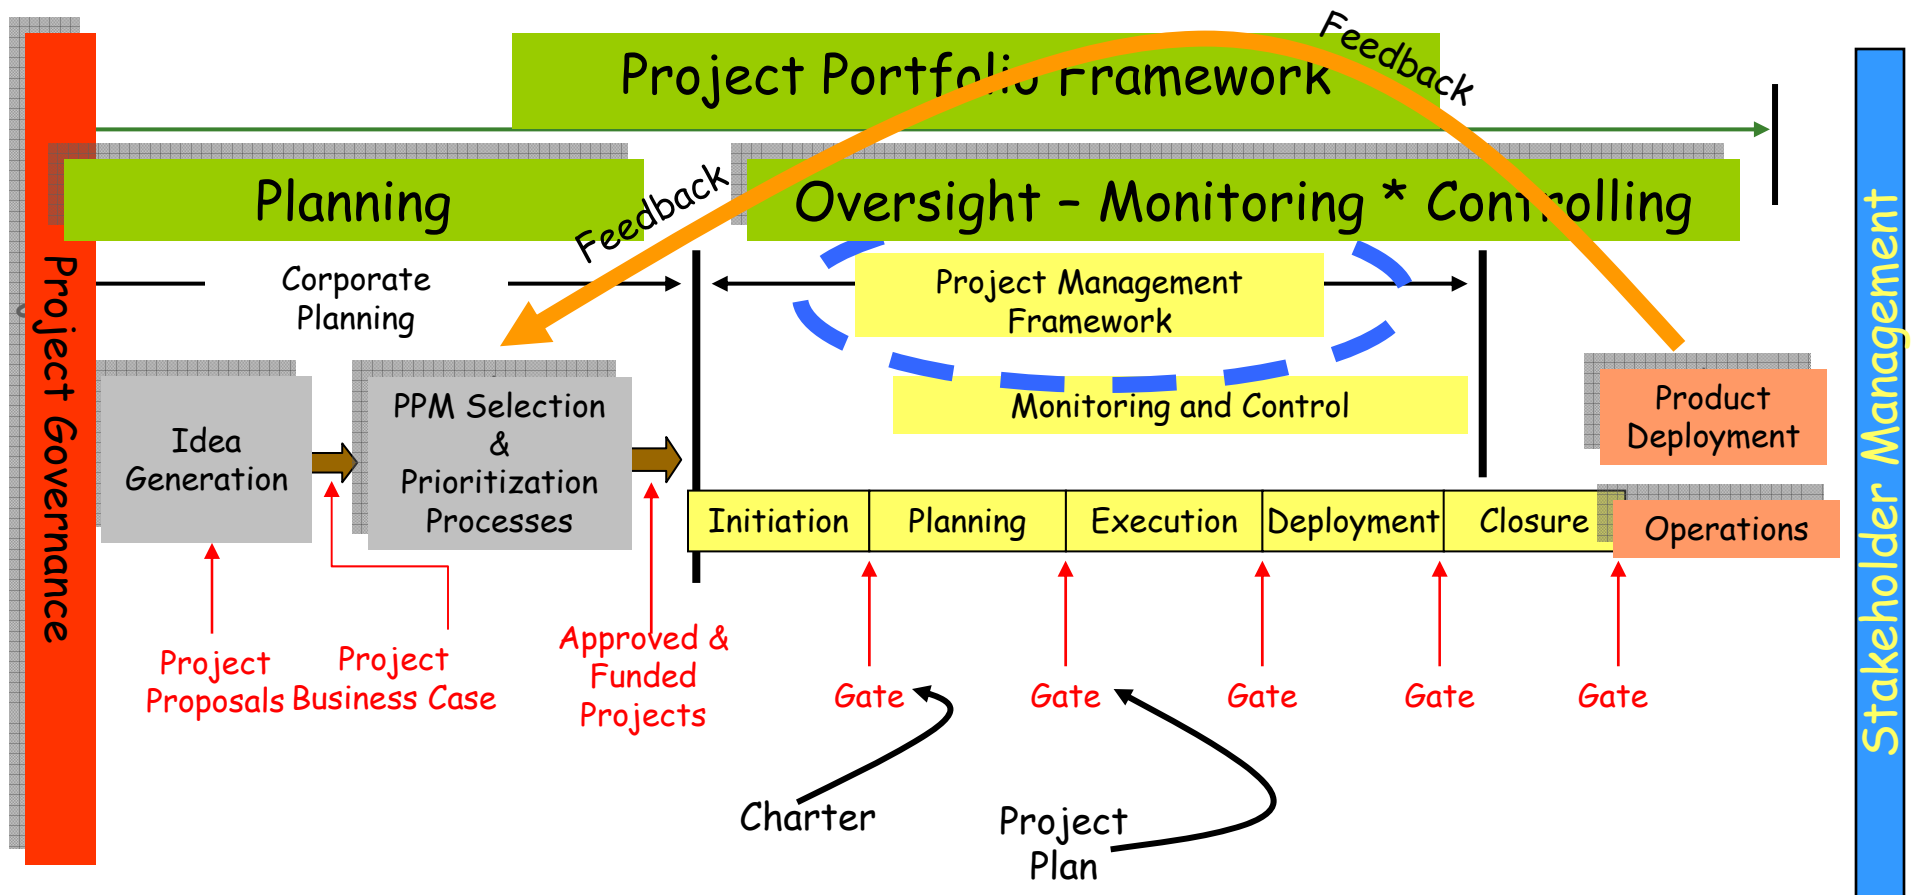 Project Portfolio Framework
Feedback
Planning
Feedback
Oversight – Monitoring * Controlling
Project Governance
Corporate
Planning
Project Management
Framework
Monitoring and Control
Idea
Generation
PPM Selection
&
Prioritization
Processes
Product
Deployment
Initiation
Planning
Execution
Deployment
Closure
Operations
Stakeholder Management
Project
Proposals
Project
Business Case
Approved &
Funded
Projects
Gate
Gate
Gate
Gate
Gate
Charter
Project
Plan